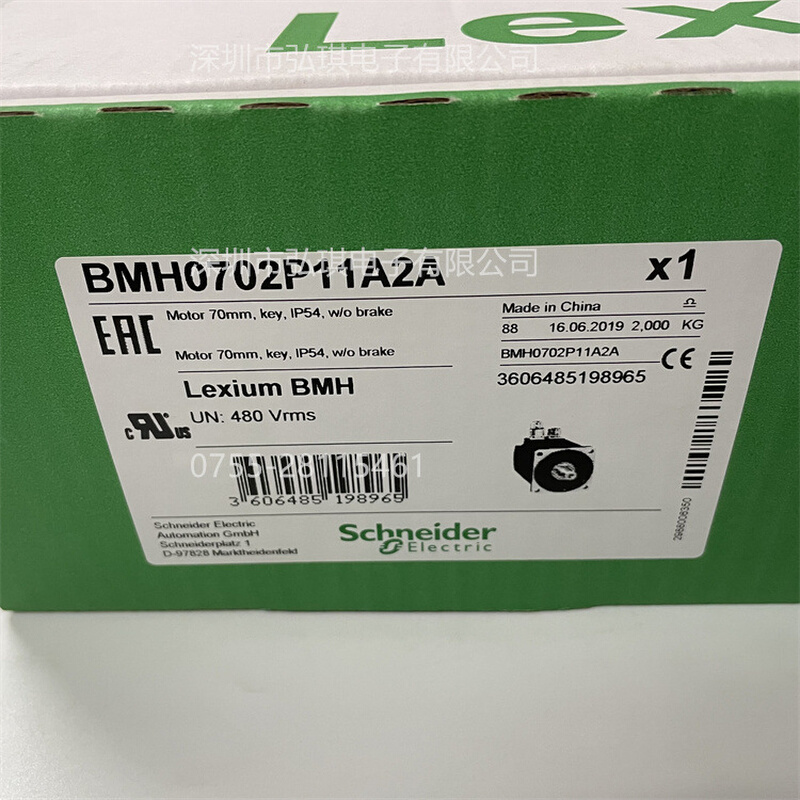 Lex
深圳市弘琪电子有限公司
深圳市弘琪电子有限公司
BMH0702P11A2A x1
EAC
Motor 70mm, key, IP54, w/o brake
Motor 70mm, key, IP54, w/o brake
Made in China
88 16.06.2019 2,000 KG
BMH0702P11A2A CE
3606485198965
Lexium BMH
c RU us UN: 480 Vrms
0755-28175461
3 606485 198965
Schneider Electric
Automation GmbH
Schneiderplatz 1
D-97828 Marktheidenfeld
Schneider
Electric
2988008350